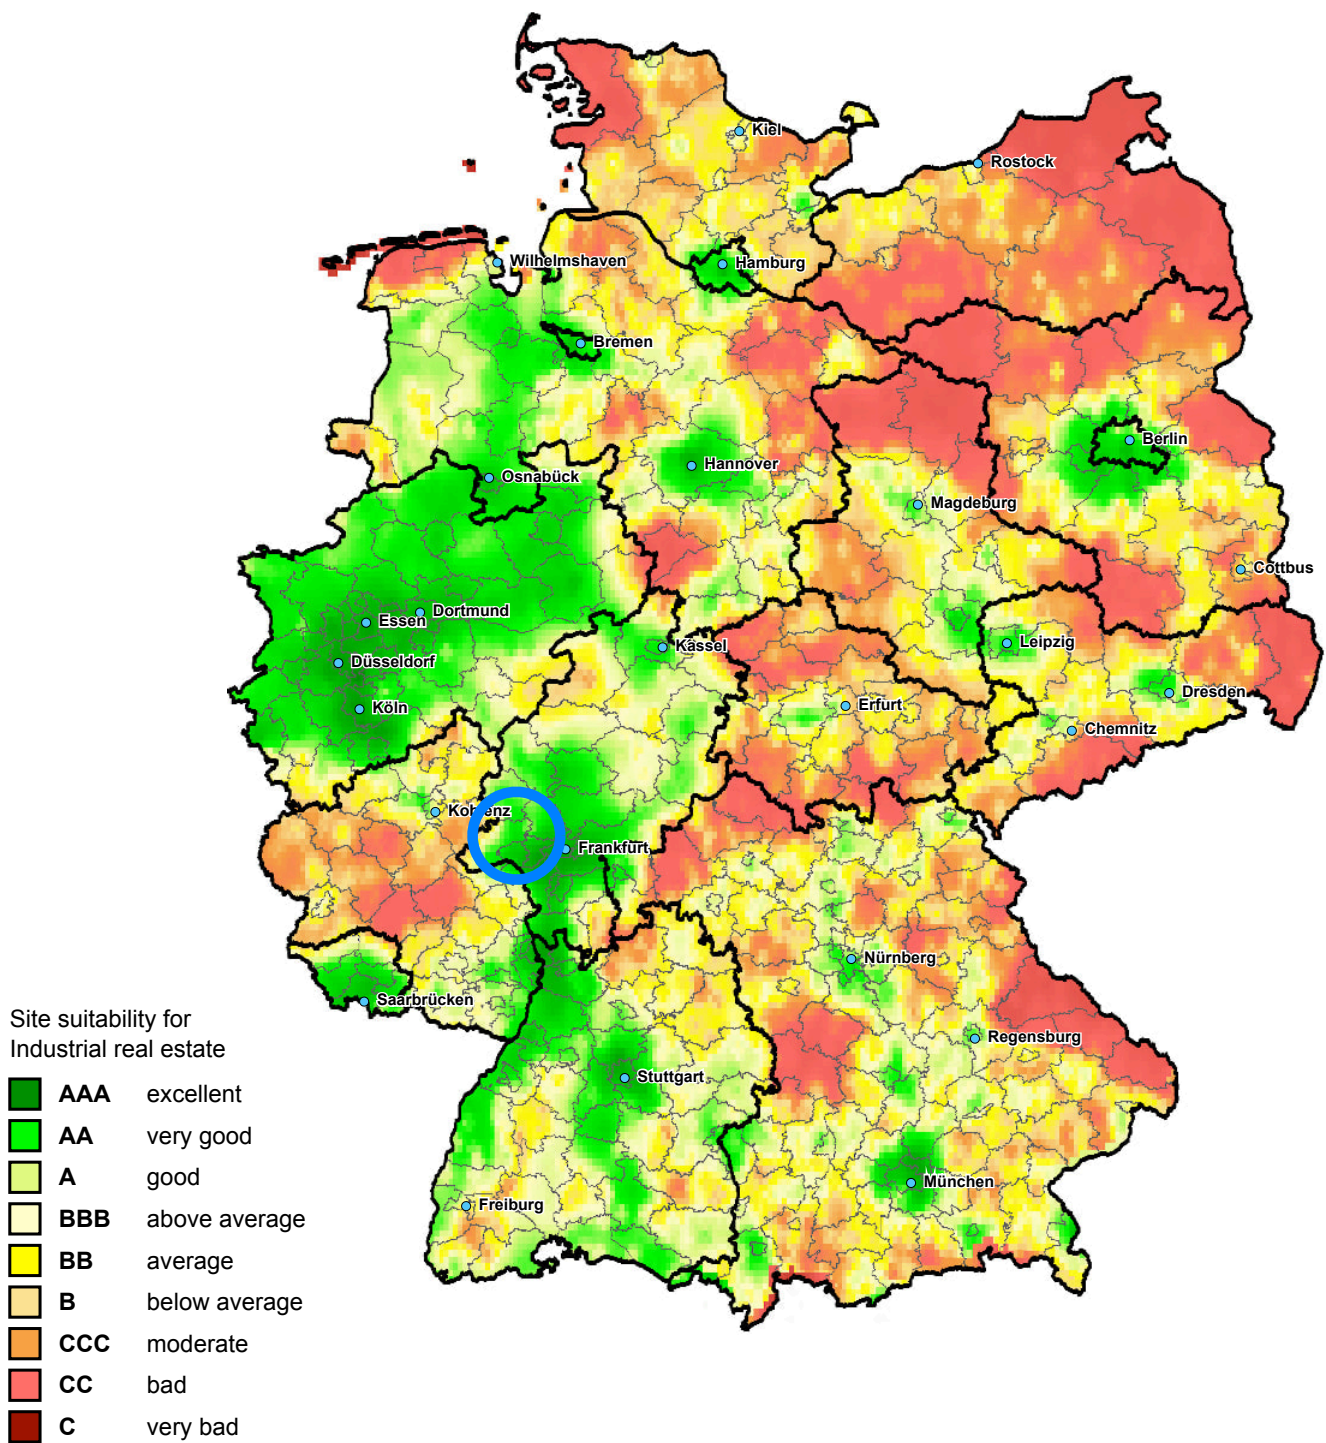 Kiel
Rostock
Wilhelmshaven
Hamburg
Bremen
Berlin
Hannover
Osnabück
Magdeburg
Cottbus
Dortmund
Essen
Leipzig
Kassel
Düsseldorf
Dresden
Köln
Erfurt
Chemnitz
Koblenz
Frankfurt
Nürnberg
Saarbrücken
Regensburg
Stuttgart
München
Freiburg
Site suitability for
Industrial real estate
AAA excellent
AA very good
A good
BBB above average
BB average
B below average
CCC moderate
CC bad
C very bad